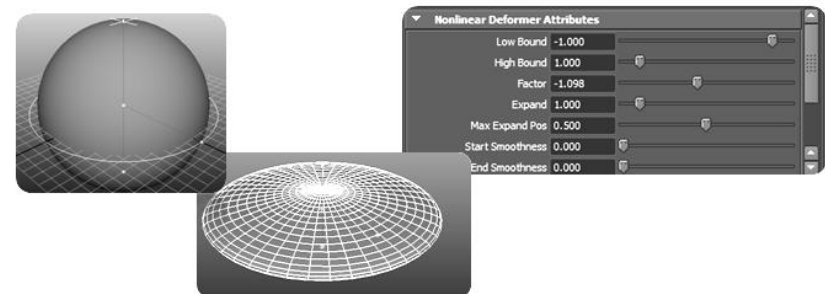 Nonlinear Deformer Attributes
Low Bound -1.000
High Bound 1.000
Factor -1.098
Expand 1.000
Max Expand Pos 0.500
Start Smoothness 0.000
End Smoothness 0.000